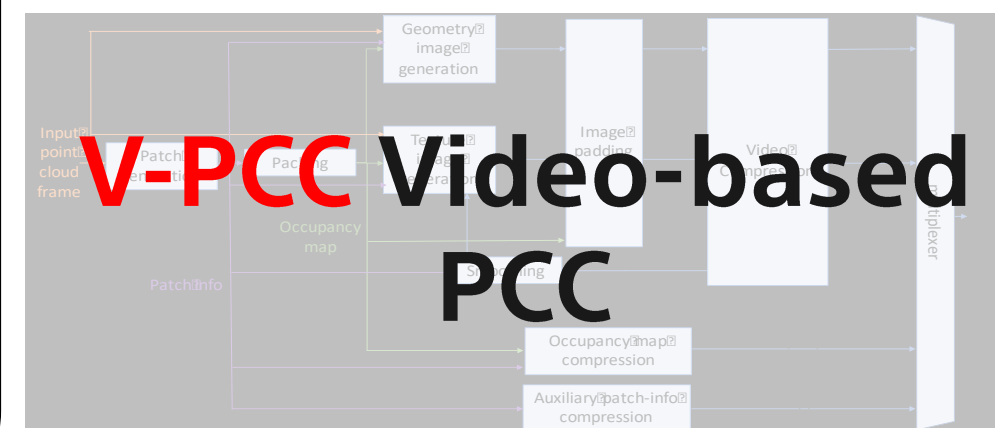 Geometry
image
generation
Input
point
cloud
frame
Patch
Packing
Image
padding
Video
V-PCC Video-based
PCC
Occupancy
map
Patch info
Occupancy map
compression
Auxiliary patch-info
compression